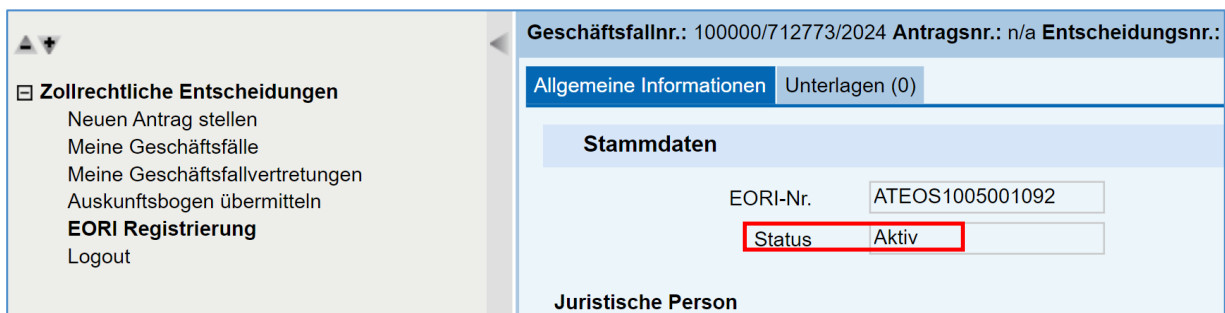 Zollrechtliche Entscheidungen
Neuen Antrag stellen
Meine Geschäftsfälle
Meine Geschäftsfallvertretungen
Auskunftsbogen übermitteln
EORI Registrierung
Logout
Geschäftsfallnr.: 100000/712773/2024 Antragsnr.: n/a Entscheidungsnr.:
Allgemeine Informationen Unterlagen (0)
Stammdaten
EORI-Nr. ATEOS1005001092
Status Aktiv
Juristische Person